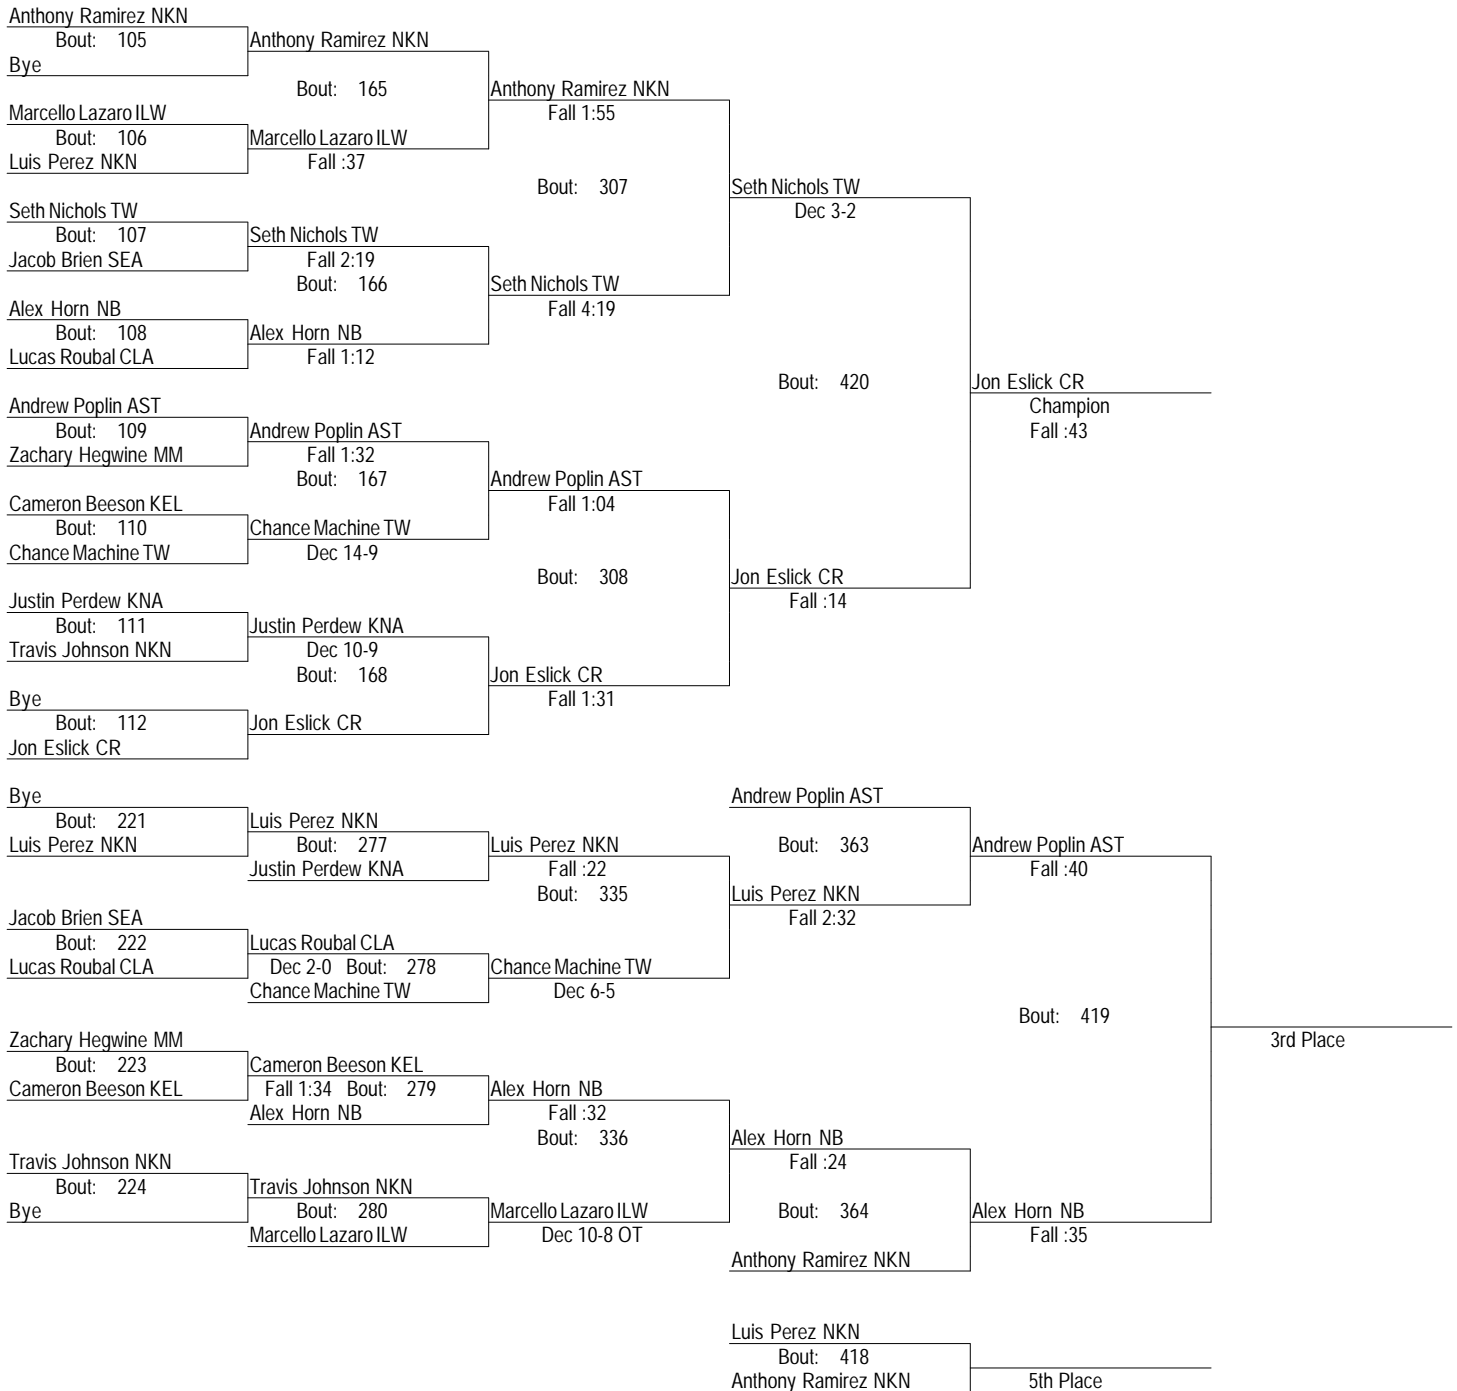 Anthony Ramirez NKN
Bout: 105 Anthony Ramirez NKN
Bye
Bout: 165 Anthony Ramirez NKN
Marcello Lazaro ILW Fall 1:55
Bout: 106 Marcello Lazaro ILW
Luis Perez NKN Fall :37
Bout: 307 Seth Nichols TW
Seth Nichols TW Dec 3-2
Bout: 107 Seth Nichols TW
Jacob Brien SEA Fall 2:19
Bout: 166 Seth Nichols TW
Alex Horn NB Fall 4:19
Bout: 108 Alex Horn NB
Lucas Roubal CLA Fall 1:12
Bout: 420 Jon Eslick CR
Andrew Poplin AST Champion
Bout: 109 Andrew Poplin AST Fall :43
Zachary Hegwine MM Fall 1:32
Bout: 167 Andrew Poplin AST
Cameron Beeson KEL Fall 1:04
Bout: 110 Chance Machine TW
Chance Machine TW Dec 14-9
Bout: 308 Jon Eslick CR
Justin Perdew KNA Fall :14
Bout: 111 Justin Perdew KNA
Travis Johnson NKN Dec 10-9
Bout: 168 Jon Eslick CR
Bye Fall 1:31
Bout: 112 Jon Eslick CR
Jon Eslick CR
Bye Andrew Poplin AST
Bout: 221 Luis Perez NKN
Luis Perez NKN Bout: 277 Luis Perez NKN Bout: 363 Andrew Poplin AST
Justin Perdew KNA Fall :22 Fall :40
Bout: 335 Luis Perez NKN
Jacob Brien SEA Fall 2:32
Bout: 222 Lucas Roubal CLA
Lucas Roubal CLA Dec 2-0 Bout: 278 Chance Machine TW
Chance Machine TW Dec 6-5
Bout: 419
Zachary Hegwine MM 3rd Place
Bout: 223 Cameron Beeson KEL
Cameron Beeson KEL Fall 1:34 Bout: 279 Alex Horn NB
Alex Horn NB Fall :32
Bout: 336 Alex Horn NB
Travis Johnson NKN Fall :24
Bout: 224 Travis Johnson NKN
Bye Bout: 280 Marcello Lazaro ILW Bout: 364 Alex Horn NB
Marcello Lazaro ILW Dec 10-8 OT Fall :35
Anthony Ramirez NKN
Luis Perez NKN
Bout: 418
Anthony Ramirez NKN 5th Place